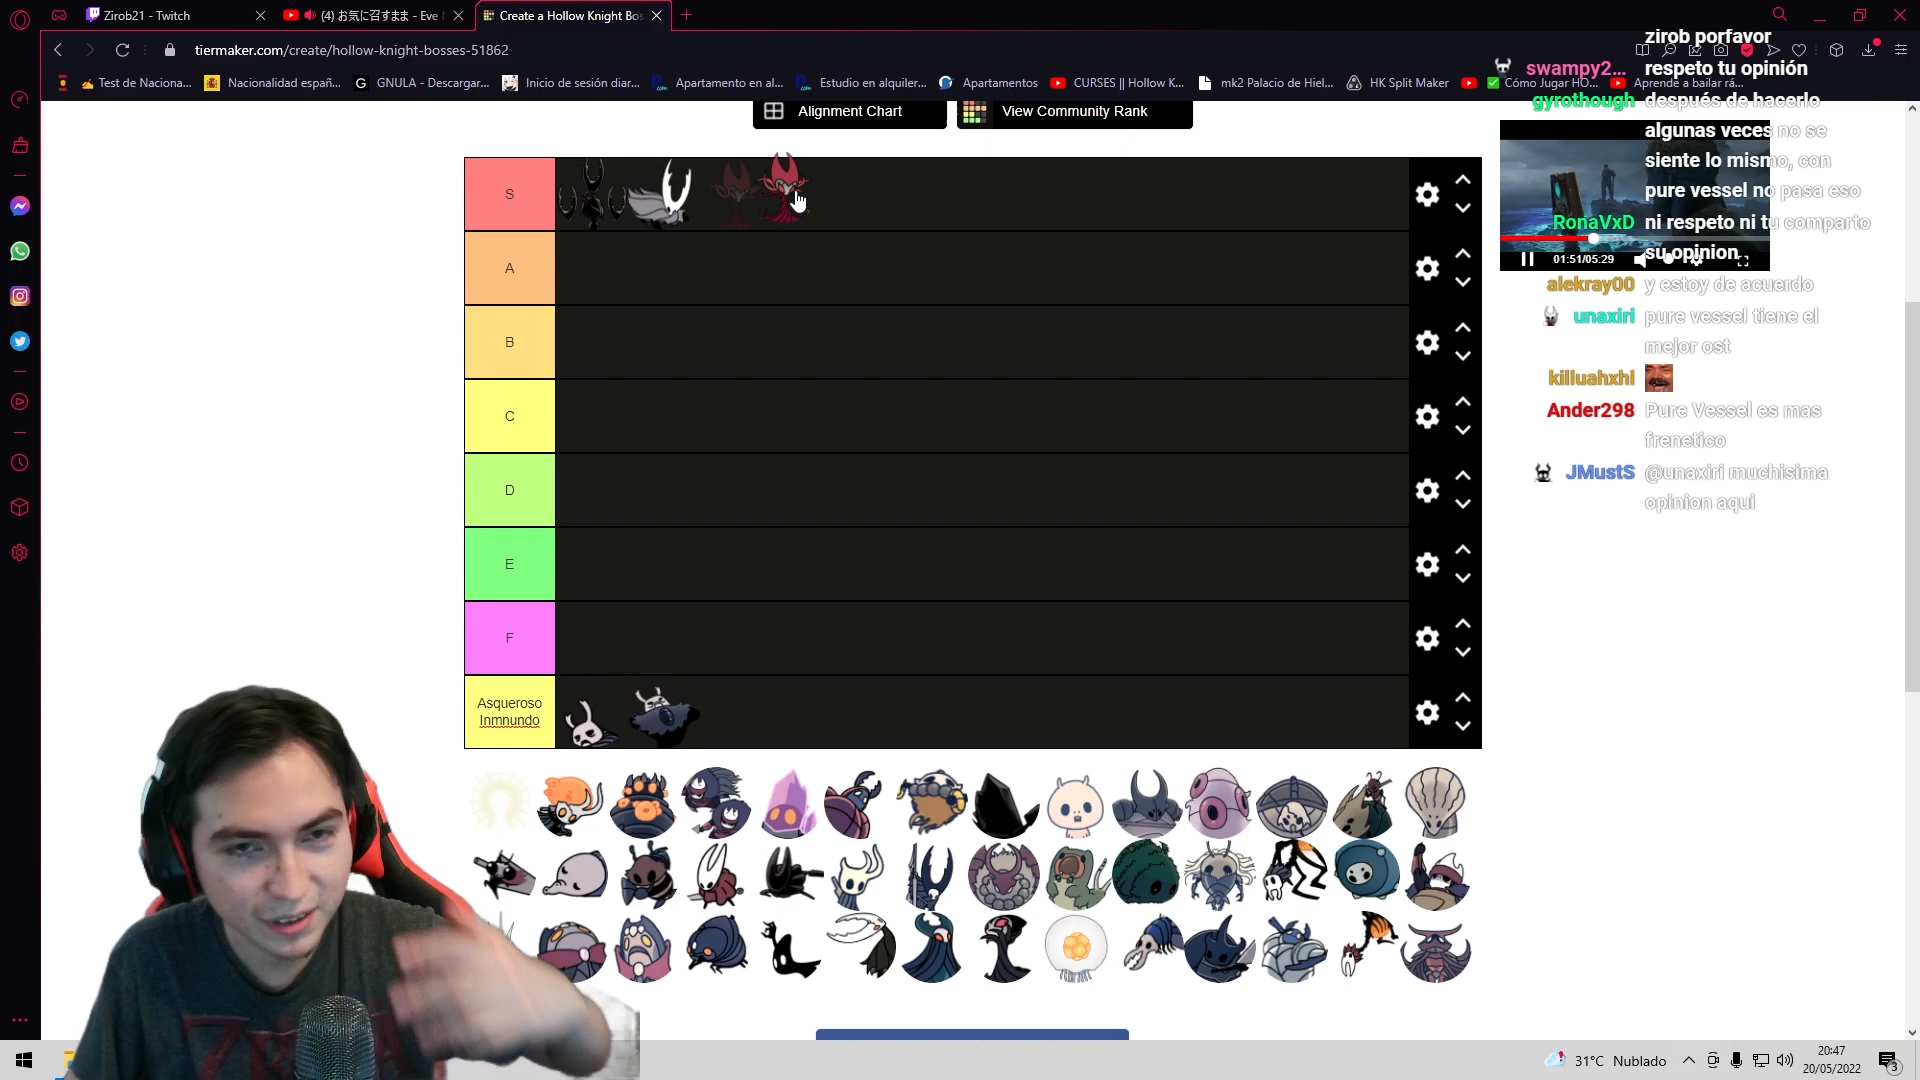 Zirob21 - Twitch
(4) お気に召すまま - Eve
Create a Hollow Knight Bos
tiermaker.com/create/hollow-knight-bosses-51862
Test de Naciona...
Nacionalidad españ...
GNULA - Descargar...
Inicio de sesión diar...
Apartamento en al...
Estudio en alquiler...
Apartamentos
CURSES || Hollow K...
mk2 Palacio de Hiel...
HK Split Maker
Cómo Jugar HO...
Aprende a bailar rá...
Alignment Chart
View Community Rank
S
A
B
C
D
E
F
Asqueroso
Inmnundo
zirob porfavor
swampy2... respeto tu opinión
gyrothough después de hacerlo
algunas veces no se
siente lo mismo, con
pure vessel no pasa eso
RonaVxD ni respeto ni tu comparto
su opinion
01:51/05:29
alekray00 y estoy de acuerdo
unaxiri pure vessel tiene el
mejor ost
killuahxhl
Ander298 Pure Vessel es mas
frenetico
JMustS @unaxiri muchisima
opinion aqui
31°C Nublado
20:47
20/05/2022
3